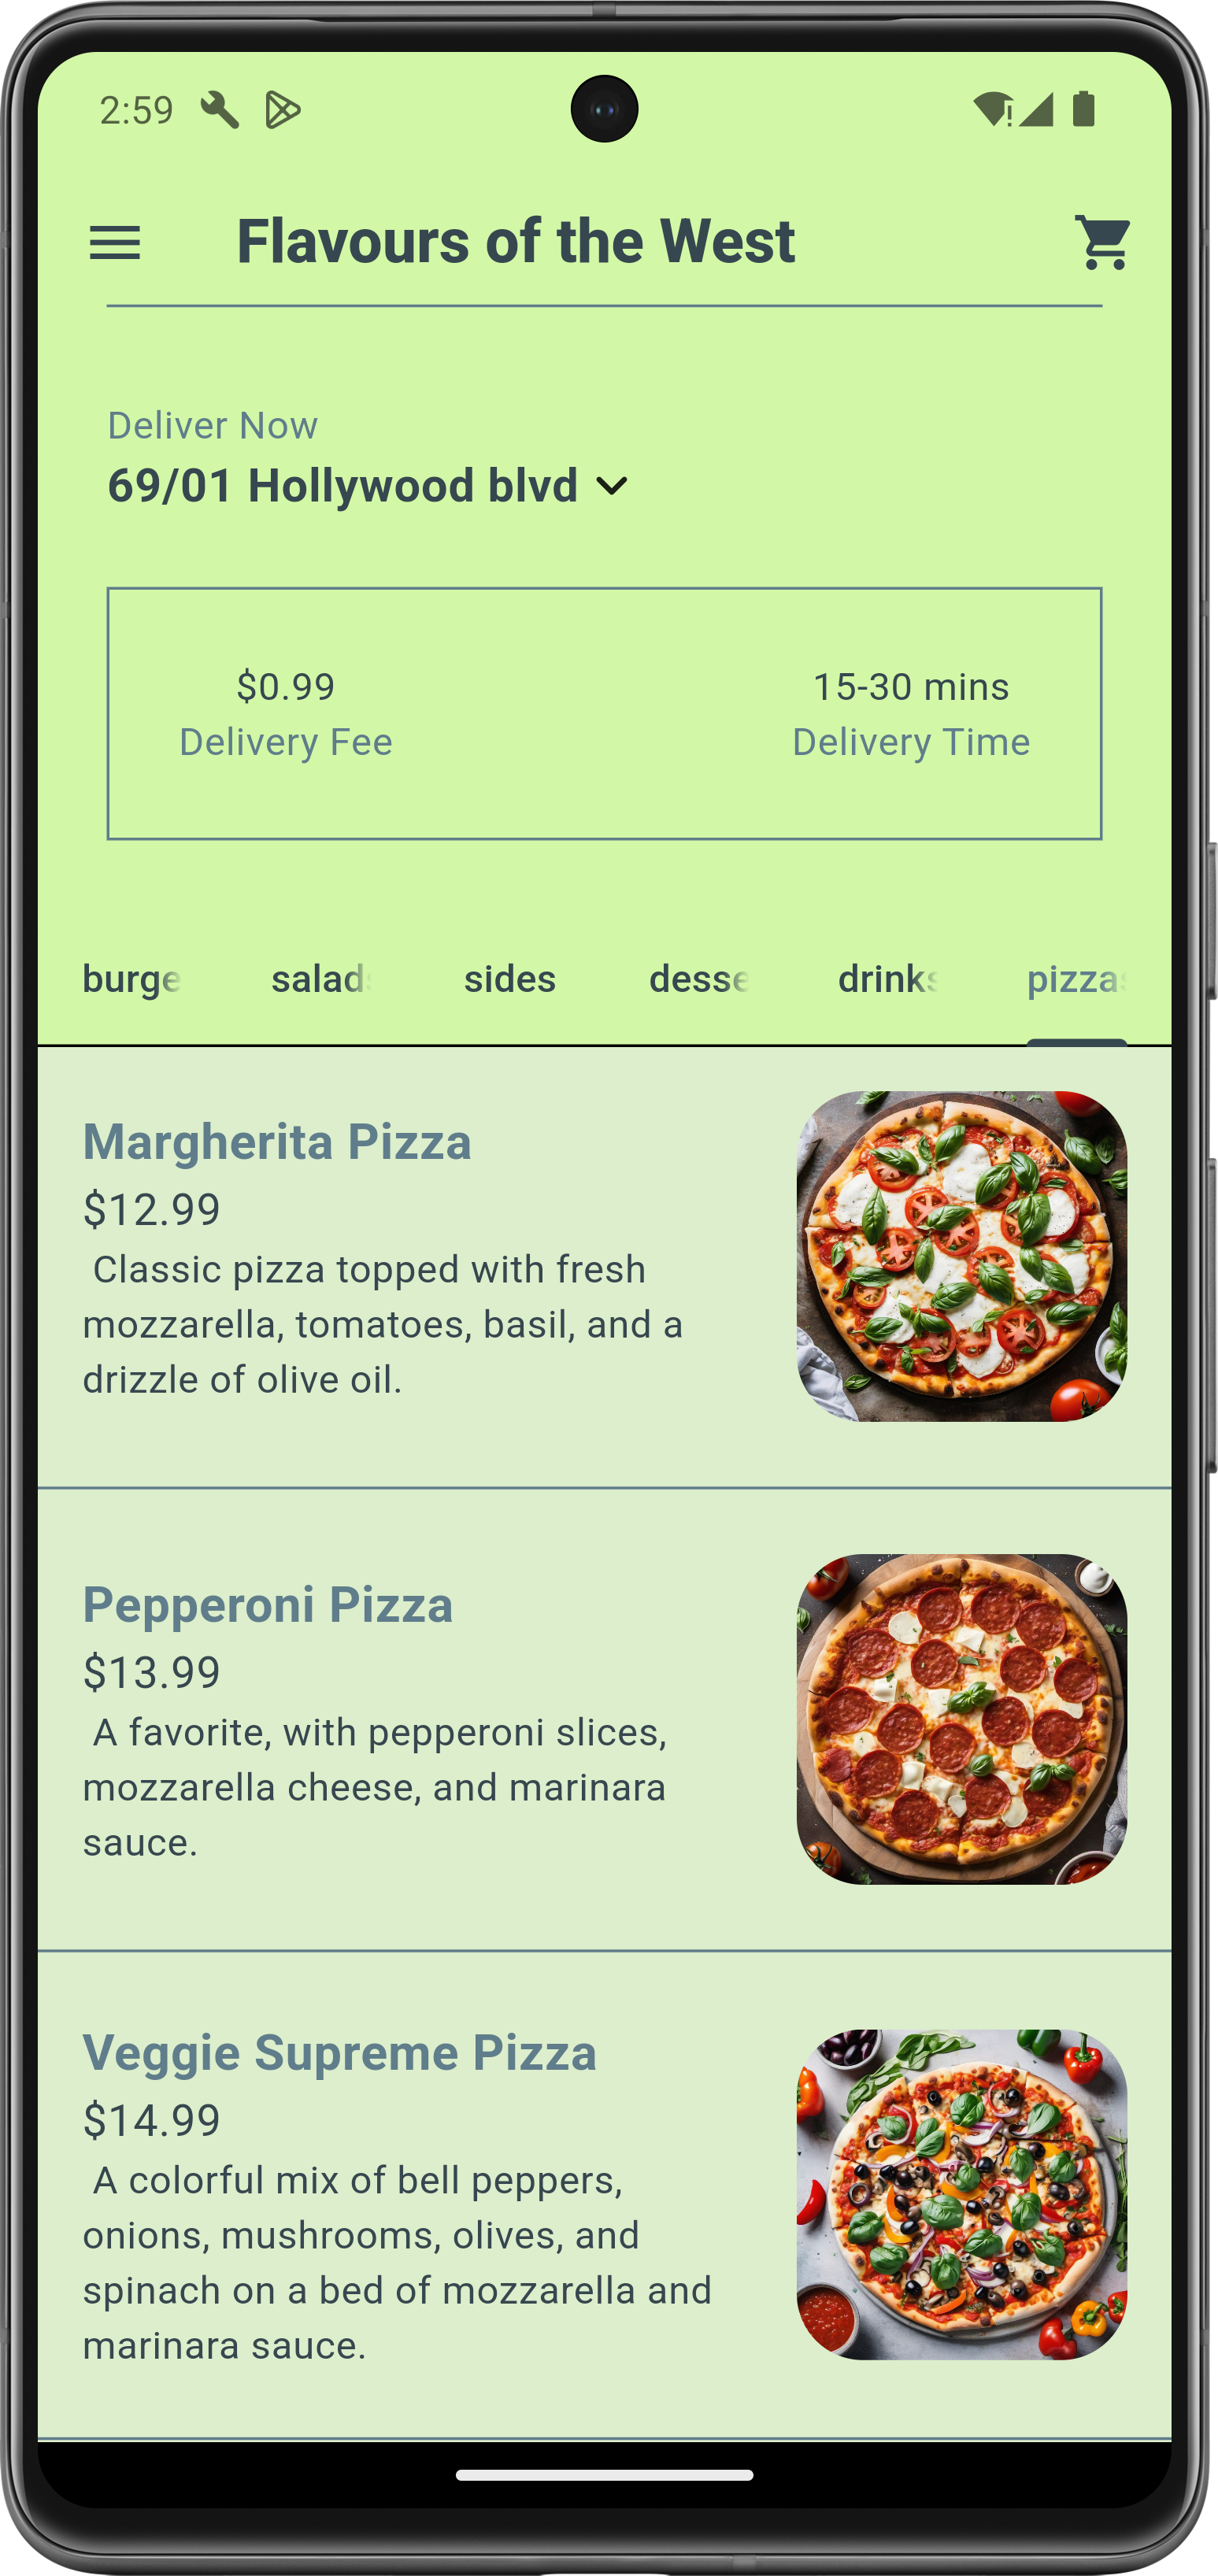 2:59
Flavours of the West
Deliver Now
69/01 Hollywood blvd
$0.99 15-30 mins
Delivery Fee Delivery Time
burge salads sides desse drinks pizzas
Margherita Pizza
$12.99
Classic pizza topped with fresh
mozzarella, tomatoes, basil, and a
drizzle of olive oil.
Pepperoni Pizza
$13.99
A favorite, with pepperoni slices,
mozzarella cheese, and marinara
sauce.
Veggie Supreme Pizza
$14.99
A colorful mix of bell peppers,
onions, mushrooms, olives, and
spinach on a bed of mozzarella and
marinara sauce.